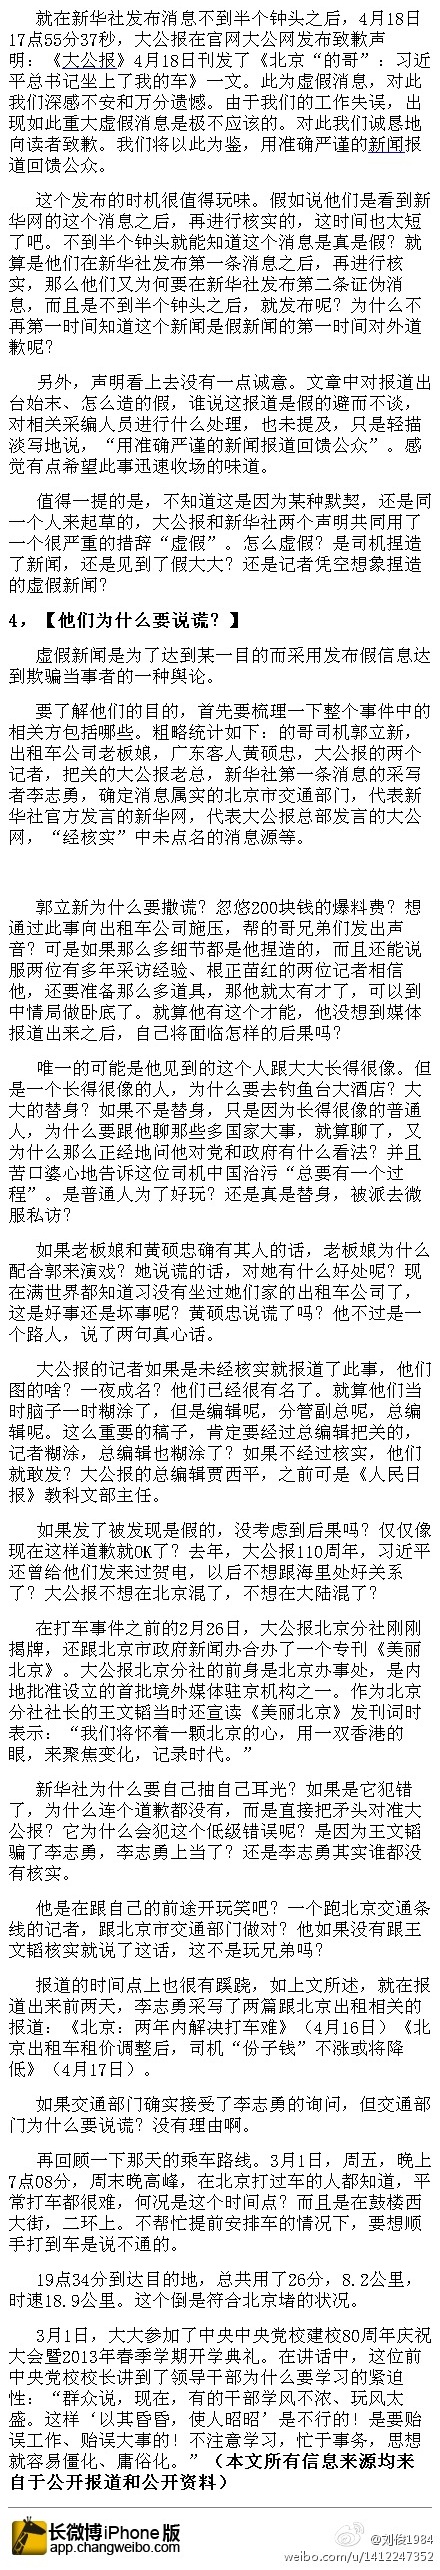 就在新华社发布消息不到半个钟头之后，4月18日
17点55分37秒，大公报在官网大公网发布致歉声
明：《大公报》4月18日刊发了《北京“的哥”：习近
平总书记坐上了我的车》一文。此为虚假消息，对此
我们深感不安和万分遗憾。由于我们的工作失误，出
现如此重大虚假消息是极不应该的。对此我们诚恳地
向读者致歉。我们将以此为鉴，用准确严谨的新闻报
道回馈公众。
这个发布的时机很值得玩味。假如说他们是看到新
华网的这个消息之后，再进行核实的，这时间也太短
了吧。不到半个钟头就能知道这个消息是真是假？就
算是他们在新华社发布第一条消息之后，再进行核
实，那么他们又为何要在新华社发布第二条证伪消
息，而且是不到半个钟头之后，就发布呢？为什么不
再第一时间知道这个新闻是假新闻的第一时间对外道
歉呢？
另外，声明看上去没有一点诚意。文章中对报道出
台始末、怎么造的假，谁说这报道是假的避而不谈，
对相关采编人员进行什么处理，也未提及，只是轻描
淡写地说，“用准确严谨的新闻报道回馈公众”。感
觉有点希望此事迅速收场的味道。
值得一提的是，不知道这是因为某种默契，还是同
一个人来起草的，大公报和新华社两个声明共同用了
一个很严重的措辞“虚假”。怎么虚假？是司机捏造
了新闻，还是见到了假大大？还是记者凭空想象捏造
的虚假新闻？
4，【他们为什么要说谎？】
虚假新闻是为了达到某一目的而采用发布假信息达
到欺骗当事者的一种舆论。
要了解他们的目的，首先要梳理一下整个事件中的
相关方包括哪些。粗略统计如下：的哥司机郭立新，
出租车公司老板娘，广东客人黄硕忠，大公报的两个
记者，把关的大公报老总，新华社第一条消息的采写
者李志勇，确定消息属实的北京市交通部门，代表新
华社官方发言的新华网，代表大公报总部发言的大公
网，“经核实”中未点名的消息源等。
郭立新为什么要撒谎？忽悠200块钱的爆料费？想
通过此事向出租车公司施压，帮的哥兄弟们发出声
音？可是如果那么多细节都是他捏造的，而且还能说
服两位有多年采访经验、根正苗红的两位记者相信
他，还要准备那么多道具，那他就太有才了，可以到
中情局做卧底了。就算他有这个才能，他没想到媒体
报道出来之后，自己将面临怎样的后果吗？
唯一的可能是他见到的这个人跟大大长得很像。但
是一个长得很像的人，为什么要去钓鱼台大酒店？大
大的替身？如果不是替身，只是因为长得很像的普通
人，为什么要跟他聊那些多国家大事，就算聊了，又
为什么那么正经地问他对党和政府有什么看法？并且
苦口婆心地告诉这位司机中国治污“总要有一个过
程”。是普通人为了好玩？还是真是替身，被派去微
服私访？
如果老板娘和黄硕忠确有其人的话，老板娘为什么
配合郭来演戏？她说谎的话，对她有什么好处呢？现
在满世界都知道习没有坐过她们家的出租车公司了，
这是好事还是坏事呢？黄硕忠说谎了吗？他不过是一
个路人，说了两句真心话。
大公报的记者如果是未经核实就报道了此事，他们
图的啥？一夜成名？他们已经很有名了。就算他们当
时脑子一时糊涂了，但是编辑呢，分管副总呢，总编
辑呢。这么重要的稿子，肯定要经过总编辑把关的，
记者糊涂，总编辑也糊涂了？如果不经过核实，他们
就敢发？大公报的总编辑贾西平，之前可是《人民日
报》教科文部主任。
如果发了被发现是假的，没考虑到后果吗？仅仅像
现在这样道歉就OK了？去年，大公报110周年，习近平
还曾给他们发来过贺电，以后不想跟海里处好关系
了？大公报不想在北京混了，不想在大陆混了？
在打车事件之前的2月26日，大公报北京分社刚刚
揭牌，还跟北京市政府新闻办合办了一个专刊《美丽
北京》。大公报北京分社的前身是北京办事处，是内
地批准设立的首批境外媒体驻京机构之一。作为北京
分社社长的王文韬当时还宣读《美丽北京》发刊词时
表示：“我们将怀着一颗北京的心，用一双香港的
眼，来聚焦变化，记录时代。”
新华社为什么要自己抽自己耳光？如果是它犯错
了，为什么连个道歉都没有，而是直接把矛头对准大
公报？它为什么会犯这个低级错误呢？是因为王文韬
骗了李志勇，李志勇上当了？还是李志勇其实谁都没
有核实。
他是在跟自己的前途开玩笑吧？一个跑北京交通条
线的记者，跟北京市交通部门做对？他如果没有跟王
文韬核实就说了这话，这不是玩兄弟吗？
报道的时间点上也很有蹊跷，如上文所述，就在报
道出来前两天，李志勇采写了两篇跟北京出租相关的
报道：《北京：两年内解决打车难》（4月16日）《北
京出租车租价调整后，司机“份子钱”不涨或将降
低》（4月17日）。
如果交通部门确实接受了李志勇的询问，但交通部
门为什么要说谎？没有理由啊。
再回顾一下那天的乘车路线。3月1日，周五，晚上
7点08分，周末晚高峰，在北京打过车的人都知道，平
常打车都很难，何况是这个时间点？而且是在鼓楼西
大街，二环上。不帮忙提前安排车的情况下，要想顺
手打到车是说不通的。
19点34分到达目的地，总共用了26分，8.2公里，
时速18.9公里。这个倒是符合北京堵的状况。
3月1日，大大参加了中央中央党校建校80周年庆祝
大会暨2013年春季学期开学典礼。在讲话中，这位前
中央党校校长讲到了领导干部为什么要学习的紧迫
性：“群众说，现在，有的干部学风不浓、玩风太
盛。这样‘以其昏昏，使人昭昭’是不行的！是要贻
误工作、贻误大事的！不注意学习，忙于事务，思想
就容易僵化、庸俗化。”（本文所有信息来源均来
自于公开报道和公开资料）
长微博iPhone版
app.changweibo.com
@刘俊1984
weibo.com/u/1412247352